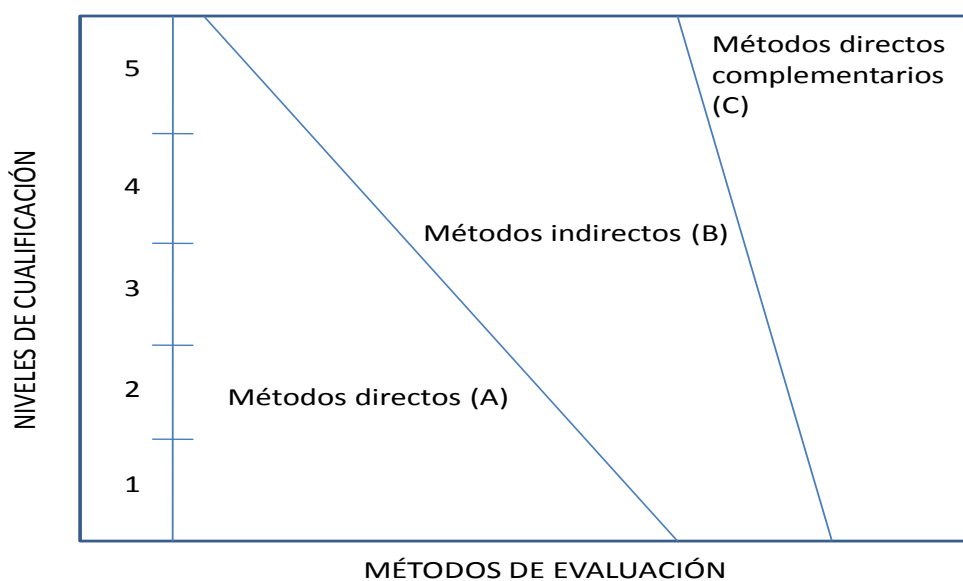 Métodos directos
complementarios
(C)
5
4
Métodos indirectos (B)
3
2
Métodos directos (A)
1
NIVELES DE CUALIFICACIÓN
MÉTODOS DE EVALUACIÓN